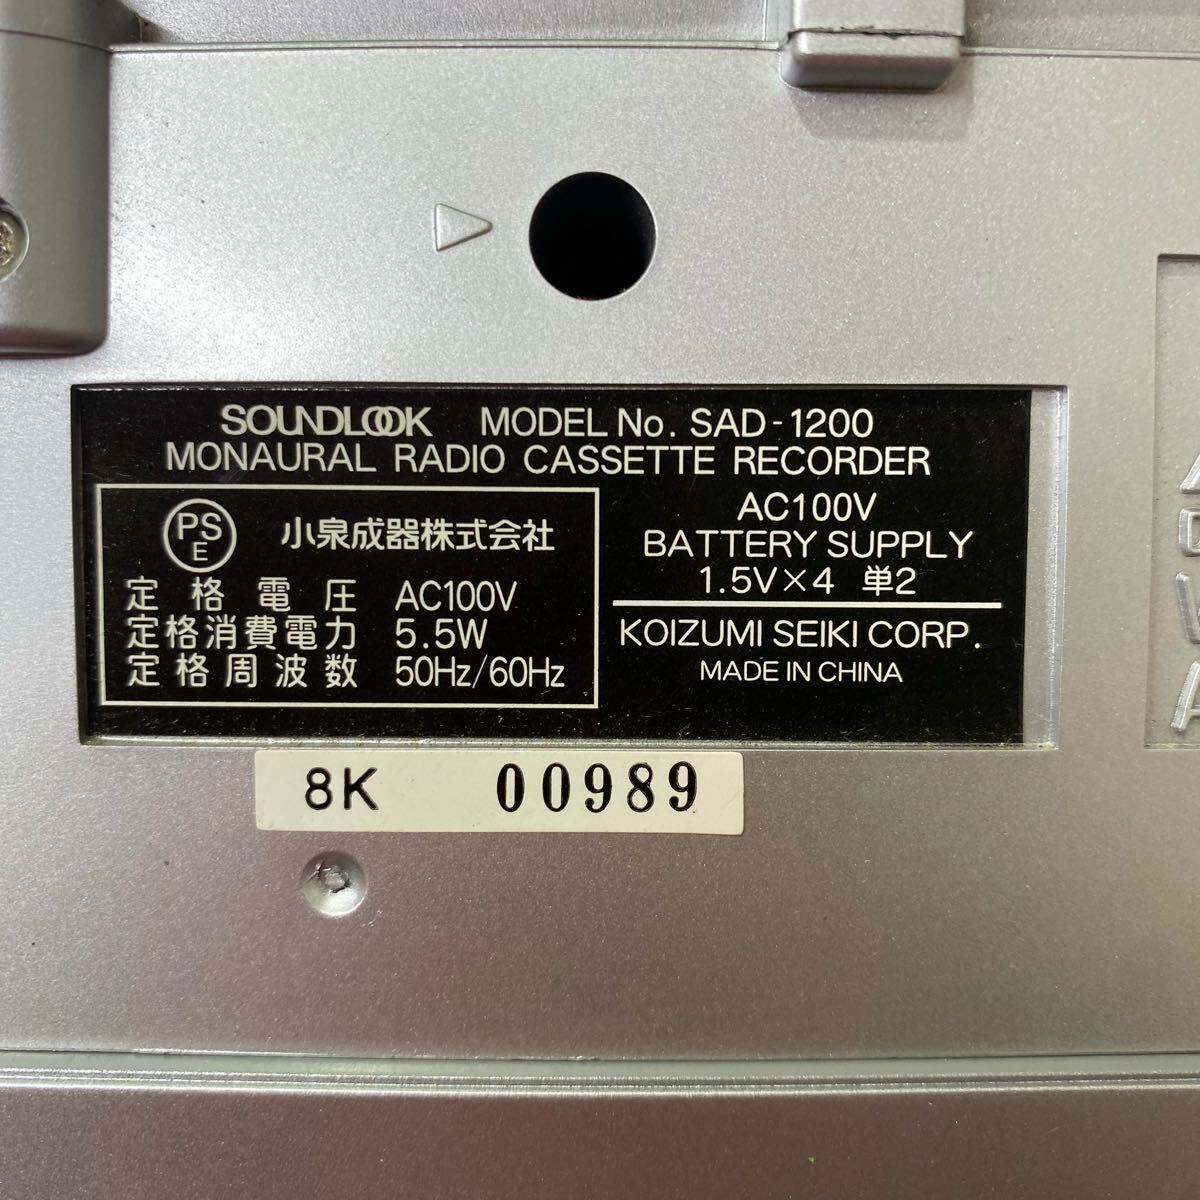 SOUNDLOOK MODEL No. SAD-1200
MONAURAL RADIO CASSETTE RECORDER
PSE 小泉成器株式会社
定格電圧 AC100V
定格消費電力 5.5W
定格周波数 50Hz/60Hz
AC100V
BATTERY SUPPLY
1.5V×4 単2
KOIZUMI SEIKI CORP.
MADE IN CHINA
8K 00989